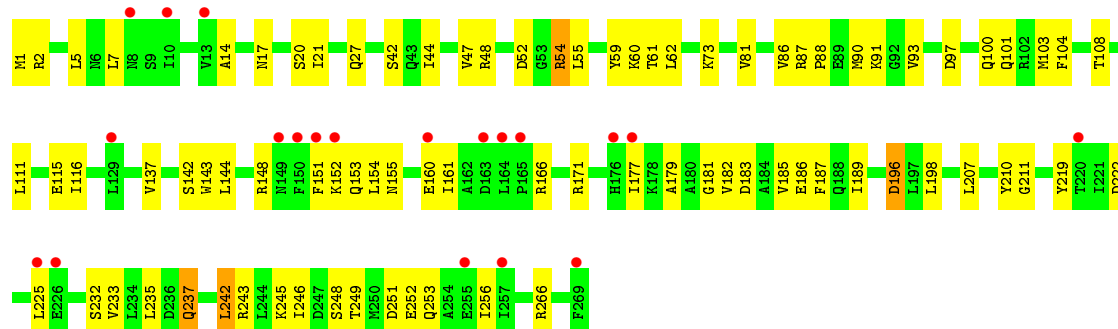 M1 R2 L5 N6 L7 N8 S9 I10 V13 A14 N17 S20 I21 Q27 S42 Q43 I44 V47 R48 D52 G53 R54 L55 Y59 K60 T61 L62 K73 V81 V86 R87 P88 E89 M90 K91 G92 V93 D97 Q100 Q101 R102 M103 F104 T108
L111 E115 I116 L129 V137 S142 W143 L144 R148 N149 F150 F151 K152 Q153 L154 N155 E160 I161 A162 D163 L164 P165 R166 R171 H176 I177 K178 A179 A180 G181 V182 D183 A184 V185 E186 F187 Q188 I189 D196 L197 L198 L207 Y210 G211 Y219 T220 I221 D222
L225 E226 S232 V233 L234 L235 D236 Q237 L242 R243 L244 K245 I246 D247 S248 T249 M250 D251 E252 Q253 A254 E255 I256 I257 R266 F269